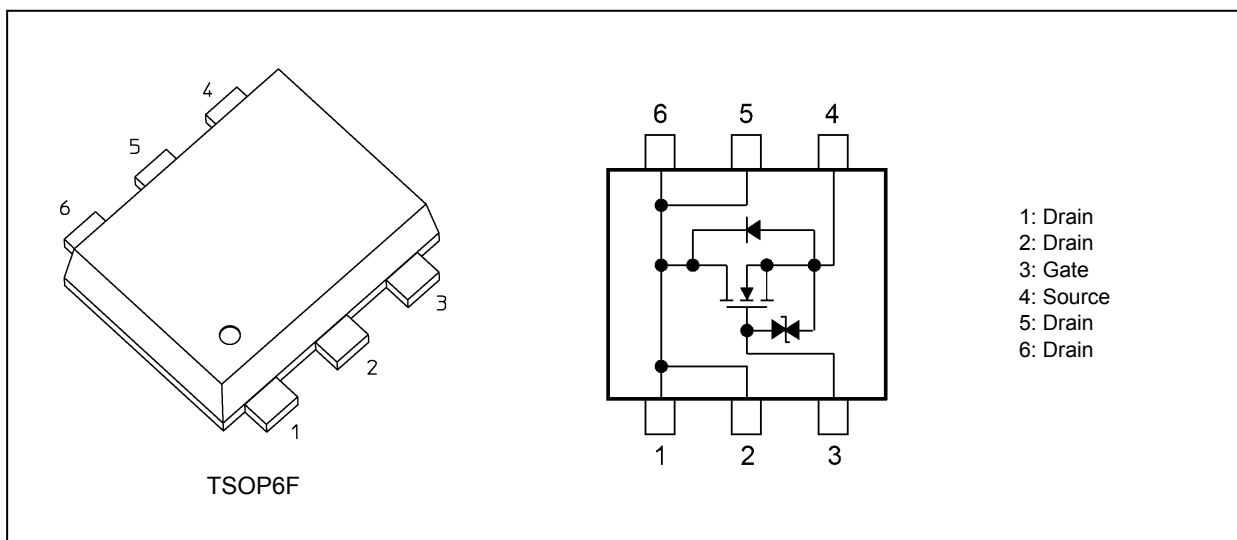 4
5
6
3
2
1
TSOP6F
6 5 4
1 2 3
1: Drain
2: Drain
3: Gate
4: Source
5: Drain
6: Drain